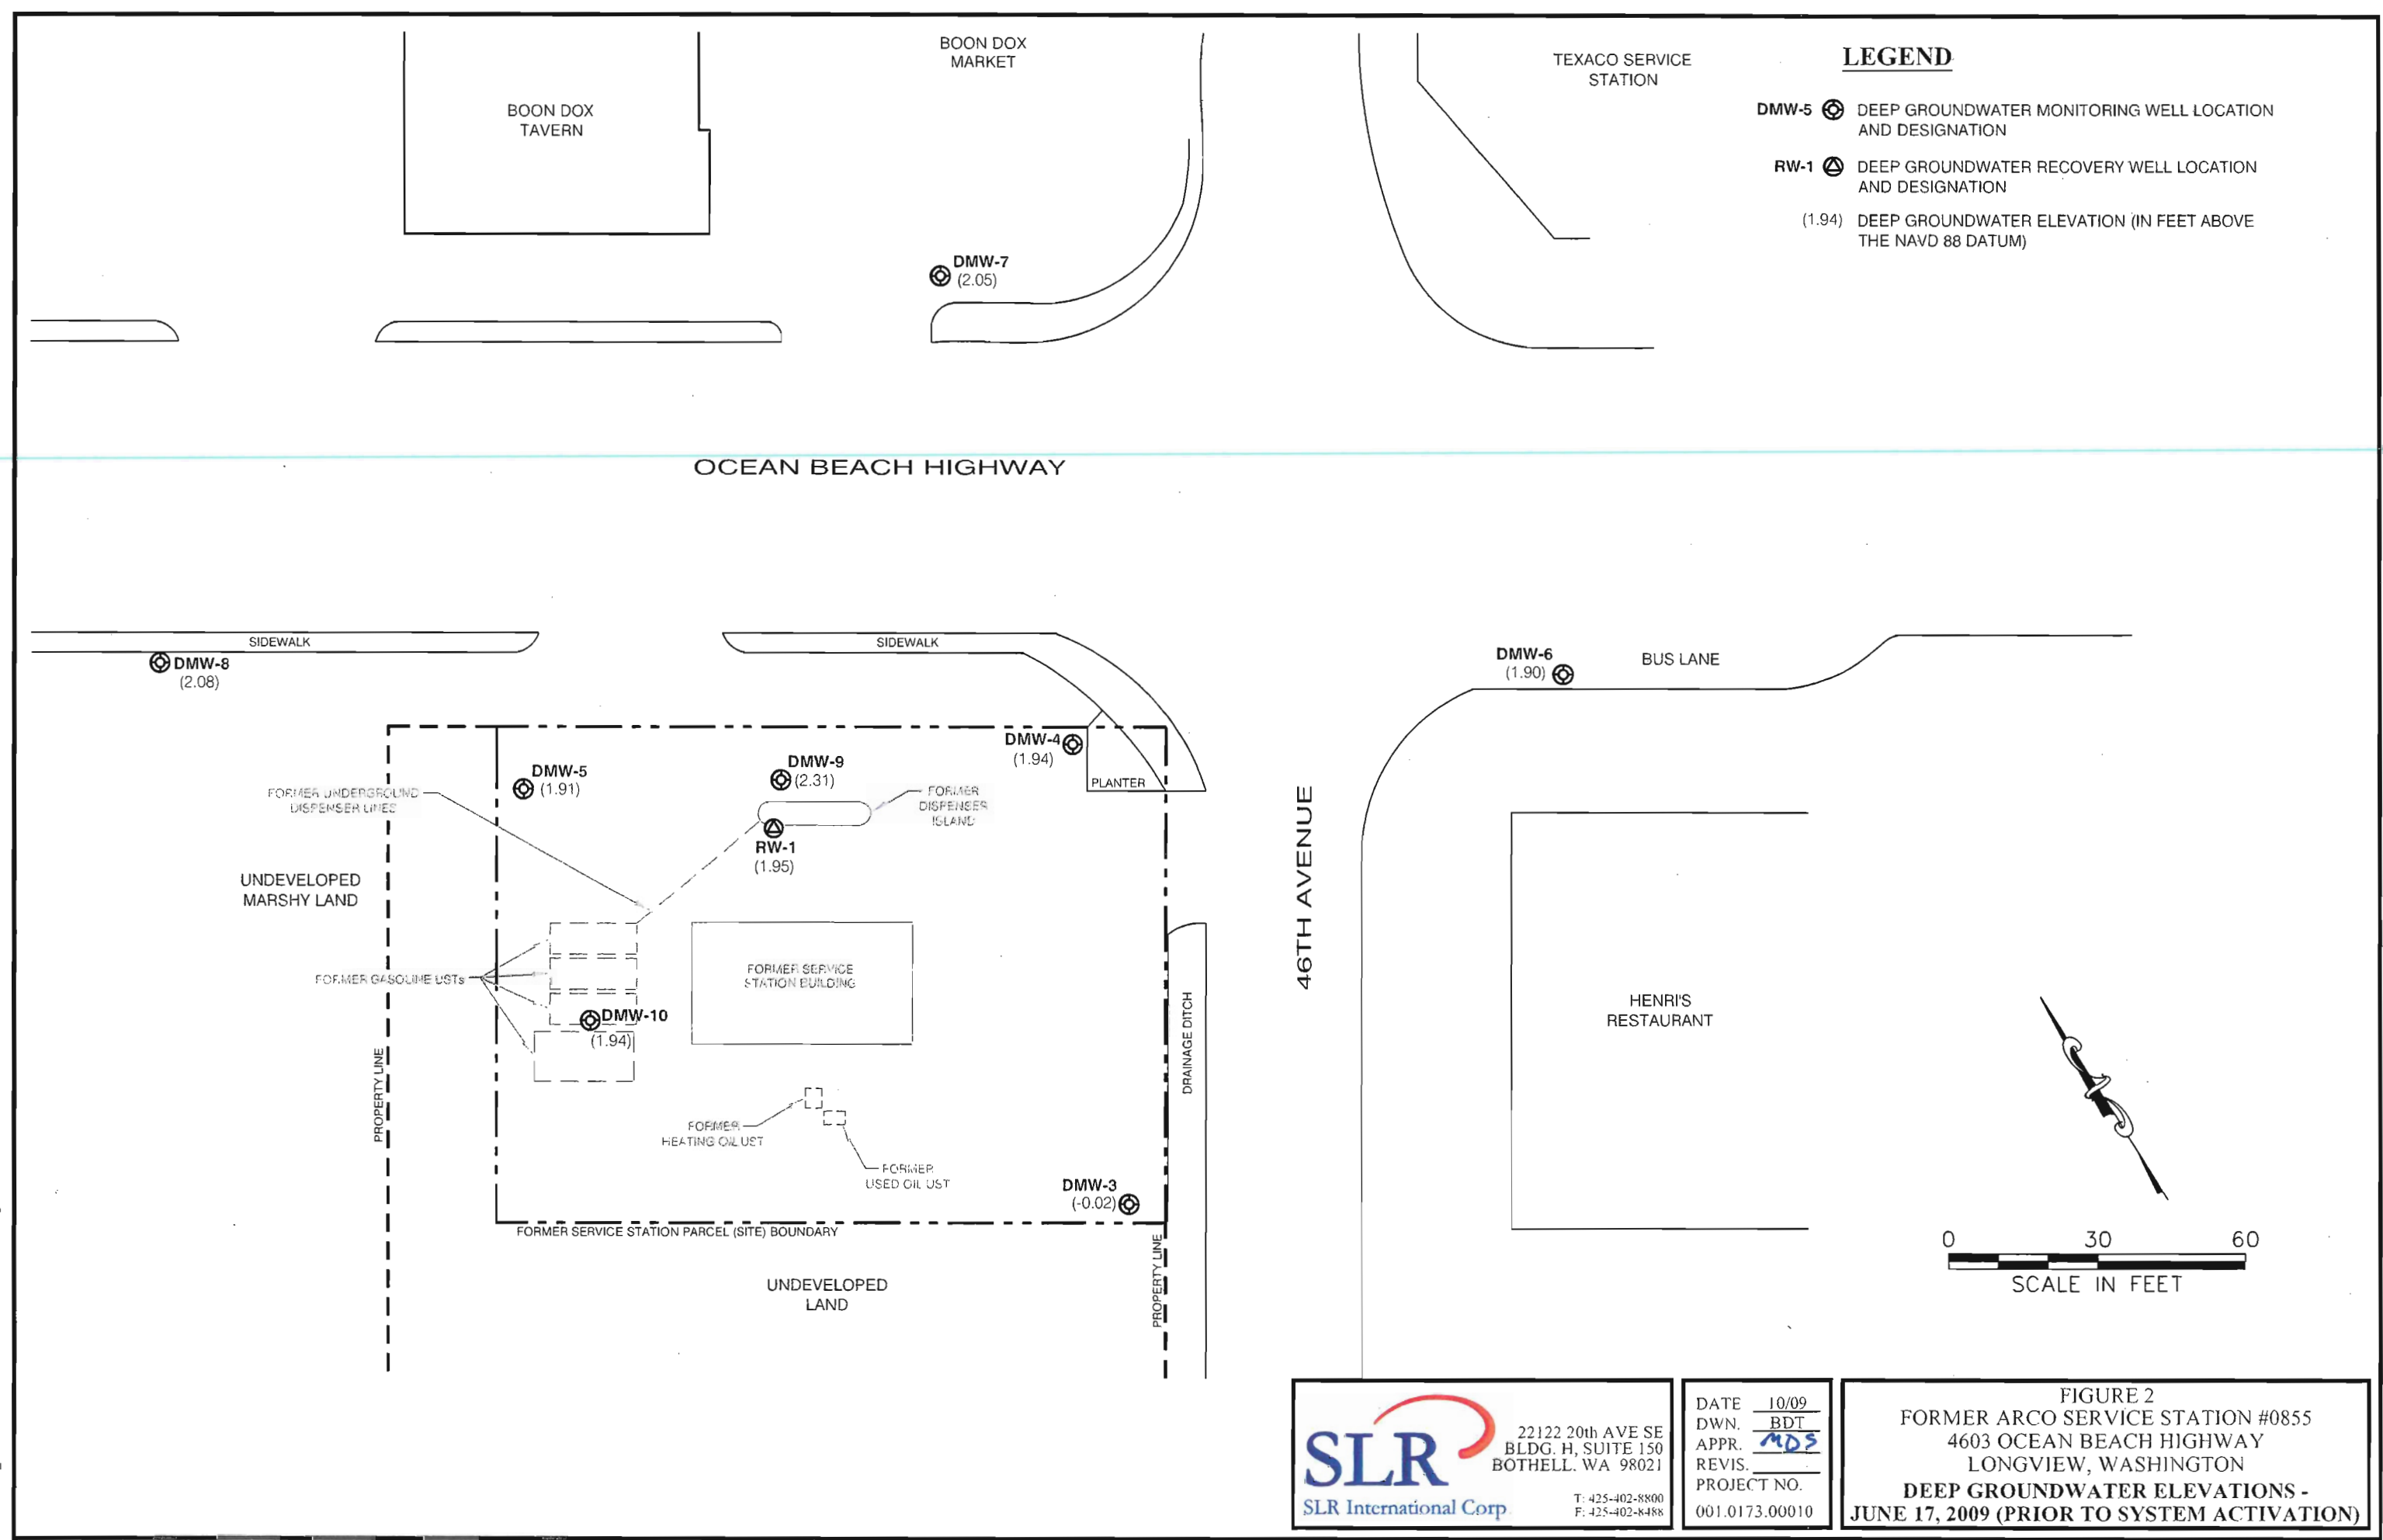 BOON DOX
MARKET
BOON DOX
TAVERN
TEXACO SERVICE
STATION
LEGEND
DMW-5 DEEP GROUNDWATER MONITORING WELL LOCATION
AND DESIGNATION
RW-1 DEEP GROUNDWATER RECOVERY WELL LOCATION
AND DESIGNATION
(1.94) DEEP GROUNDWATER ELEVATION (IN FEET ABOVE
THE NAVD 88 DATUM)
DMW-7
(2.05)
OCEAN BEACH HIGHWAY
SIDEWALK
SIDEWALK
DMW-8
(2.08)
DMW-6
(1.90)
BUS LANE
DMW-4
(1.94)
PLANTER
DMW-5
(1.91)
DMW-9
(2.31)
FORMER UNDERGROUND
DISPENSER LINES
FORMER
DISPENSER
ISLAND
RW-1
(1.95)
UNDEVELOPED
MARSHY LAND
46TH AVENUE
FORMER GASOLINE USTs
FORMER SERVICE
STATION BUILDING
DMW-10
(1.94)
HENRI'S
RESTAURANT
DRAINAGE DITCH
PROPERTY LINE
FORMER
HEATING OIL UST
FORMER
USED OIL UST
DMW-3
(-0.02)
FORMER SERVICE STATION PARCEL (SITE) BOUNDARY
PROPERTY LINE
UNDEVELOPED
LAND
0 30 60
SCALE IN FEET
SLR
SLR International Corp
22122 20th AVE SE
BLDG. H, SUITE 150
BOTHELL. WA 98021
T: 425-402-8800
F: 425-402-8488
DATE 10/09
DWN. BDT
APPR. MDS
REVIS.
PROJECT NO.
001.0173.00010
FIGURE 2
FORMER ARCO SERVICE STATION #0855
4603 OCEAN BEACH HIGHWAY
LONGVIEW, WASHINGTON
DEEP GROUNDWATER ELEVATIONS -
JUNE 17, 2009 (PRIOR TO SYSTEM ACTIVATION)